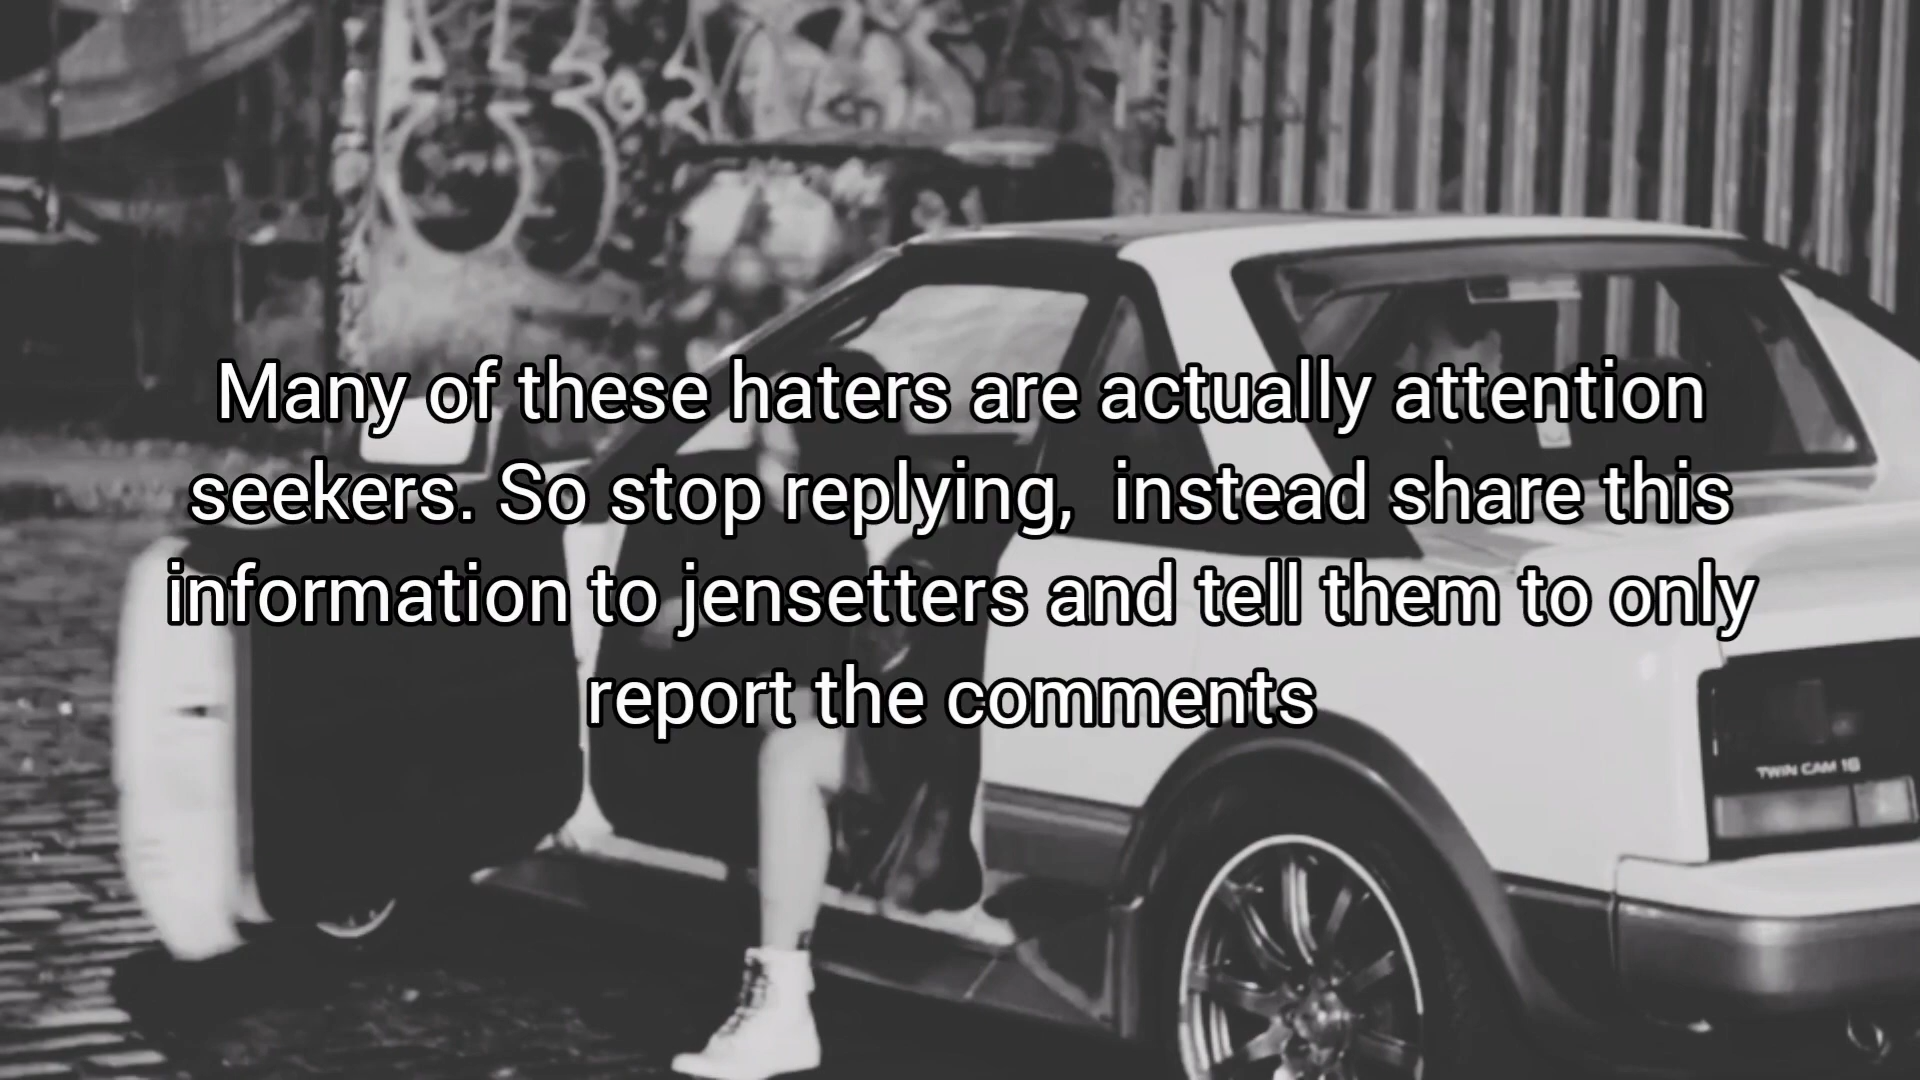 Many of these haters are actually attention
seekers. So stop replying,  instead share this
information to jensetters and tell them to only
report the comments
TWIN CAM 16